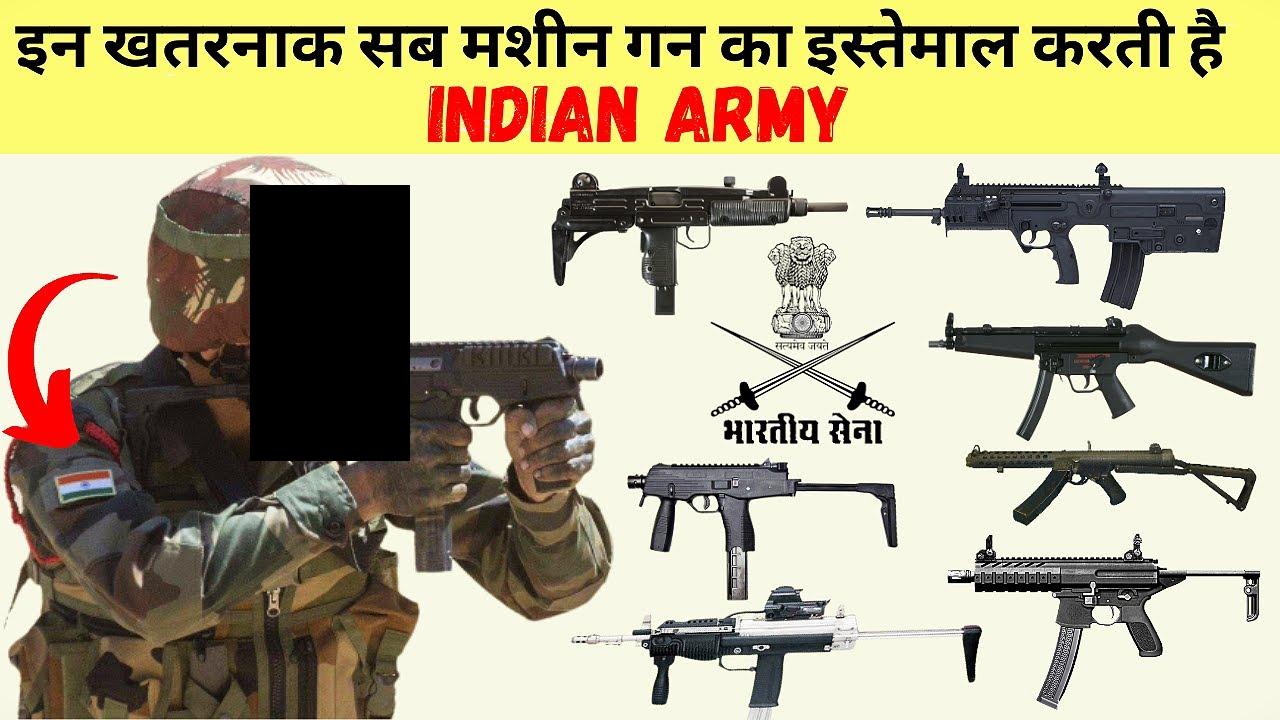 इन खतरनाक सब मशीन गन का इस्तेमाल करती है
INDIAN ARMY
सत्यमेव जयते
भारतीय सेना